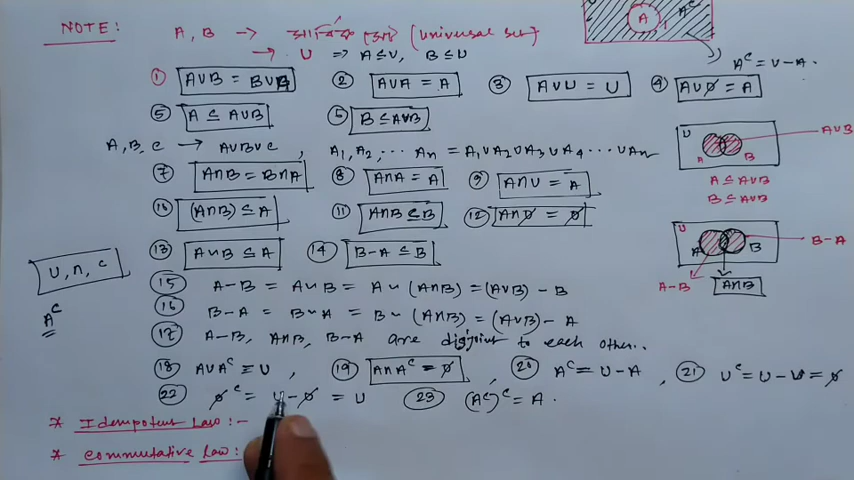 NOTE: A, B → (universal set)
→ U ⇒ A ⊆ U, B ⊆ U
A
Aᶜ
Aᶜ = U - A.
① A∪B = B∪B ② A∪A = A ③ A∪U = U ④ A∪∅ = A
⑤ A ⊆ A∪B ⑤ B ⊆ A∪B
A, B, C → A∪B∪C , A₁, A₂, ... Aₙ = A₁∪A₂∪A₃∪A₄ ... ∪Aₙ
⑦ A∩B = B∩A ⑧ A∩A = A ⑨ A∩U = A
⑩ (A∩B) ⊆ A ⑪ A∩B ⊆ B ⑫ A∩∅ = ∅
⑬ A∪B ⊆ A ⑭ B-A ⊆ B
U A B A∪B
A ⊆ A∪B
B ⊆ A∪B
U A B B-A
A-B A∩B
∪, ∩, c
Aᶜ
⑮ A-B = A∼B = A∼(A∩B) = (A∪B) - B
⑯ B-A = B∼A = B∼(A∩B) = (A∪B) - A
⑰ A-B, A∩B, B-A are disjoint to each other.
⑱ A∪Aᶜ = U , ⑲ A∩Aᶜ = ∅ , ⑳ Aᶜ = U-A , ㉑ Uᶜ = U-U = ∅
㉒ ∅ᶜ = U-∅ = U ㉓ (Aᶜ)ᶜ = A.
* Idempotent Law:-
* Commutative Law:-